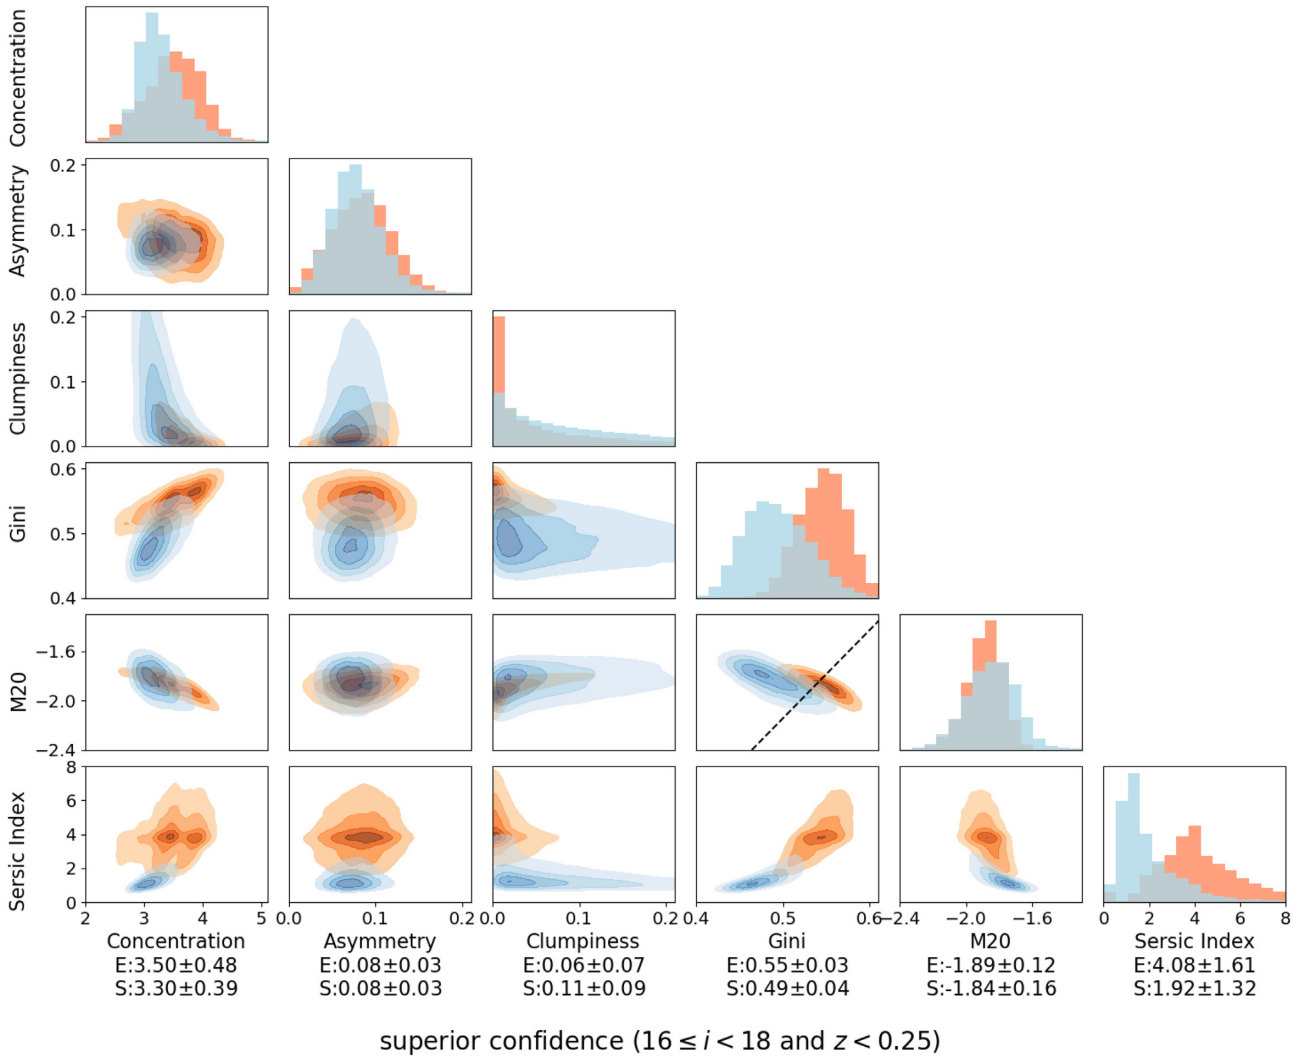 Concentration
Asymmetry
0.2
0.1
0.0
Clumpiness
0.2
0.1
0.0
Gini
0.6
0.5
0.4
M20
−1.6
−2.0
−2.4
Sersic Index
8
6
4
2
0
2 3 4 5 0.0 0.1 0.2 0.0 0.1 0.2 0.4 0.5 0.6 −2.4 −2.0 −1.6 0 2 4 6 8
Concentration Asymmetry Clumpiness Gini M20 Sersic Index
E:3.50±0.48 E:0.08±0.03 E:0.06±0.07 E:0.55±0.03 E:-1.89±0.12 E:4.08±1.61
S:3.30±0.39 S:0.08±0.03 S:0.11±0.09 S:0.49±0.04 S:-1.84±0.16 S:1.92±1.32
superior confidence (16 ≤ i < 18 and z < 0.25)